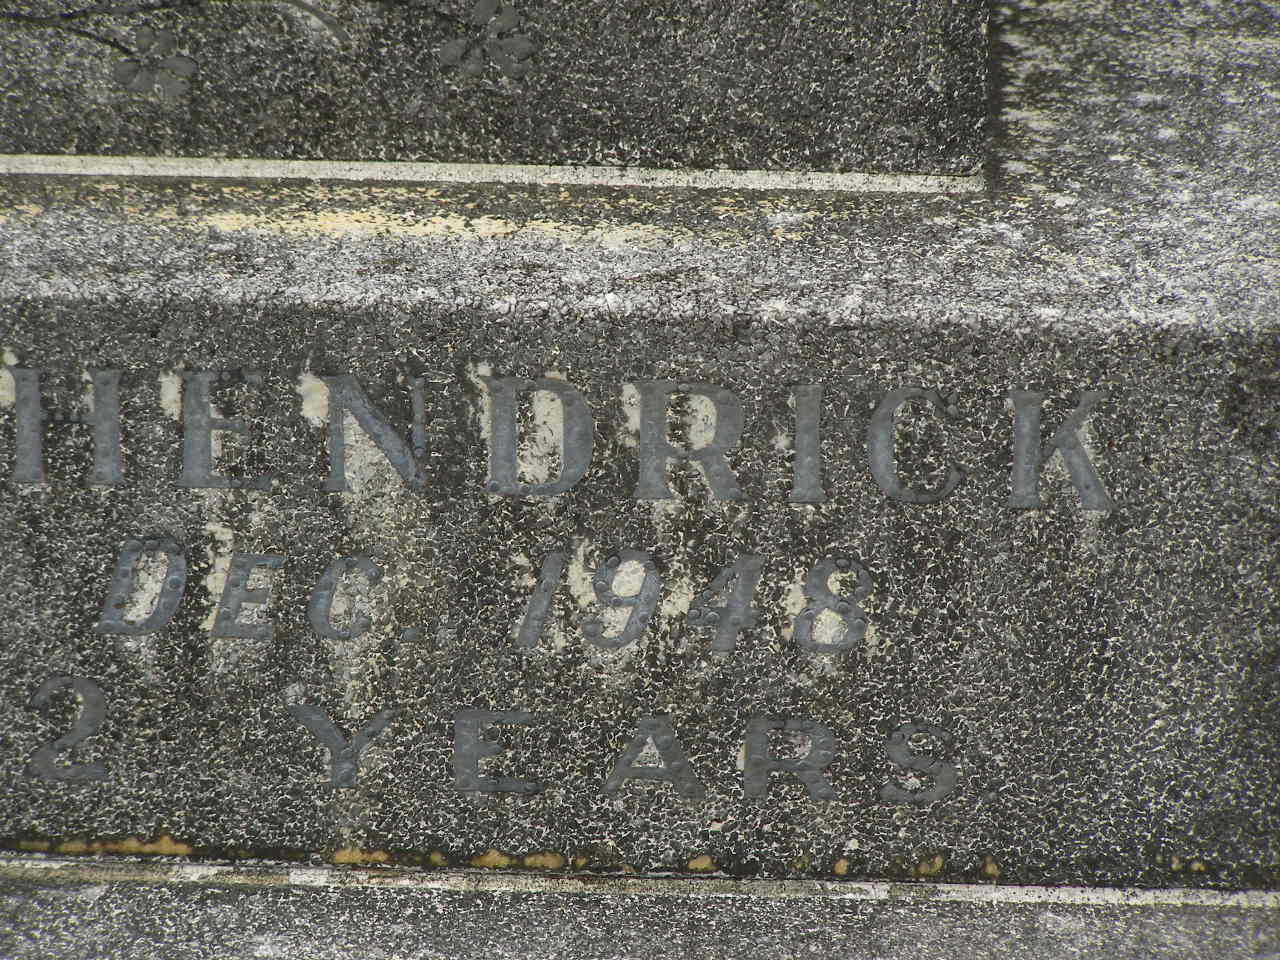 HENDRICK
DEC. 1948
2 YEARS